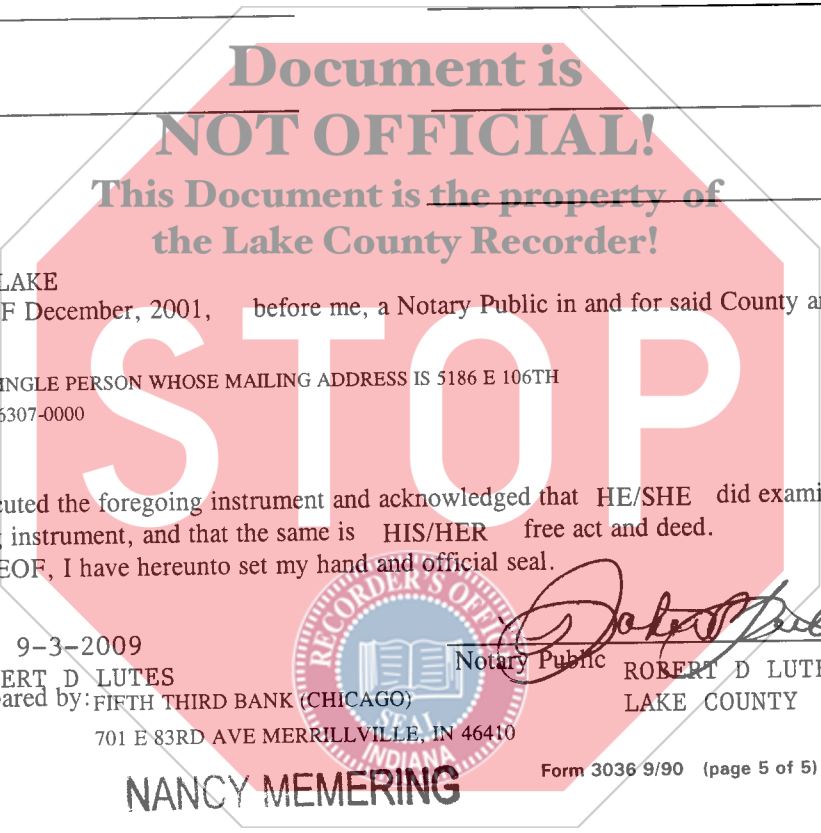 Document is
NOT OFFICIAL!
This Document is the property of
the Lake County Recorder!
LAKE
F December, 2001, before me, a Notary Public in and for said County a
INGLE PERSON WHOSE MAILING ADDRESS IS 5186 E 106TH
6307-0000
STOP
cuted the foregoing instrument and acknowledged that HE/SHE did exami
g instrument, and that the same is HIS/HER free act and deed.
EOF, I have hereunto set my hand and official seal.
RECORDER'S OFFICE
SEAL
INDIANA
9-3-2009
Notary Public
ERT D LUTES
ROBERT D LUTE
ared by: FIFTH THIRD BANK (CHICAGO)
LAKE COUNTY
701 E 83RD AVE MERRILLVILLE, IN 46410
NANCY MEMERING
Form 3036 9/90 (page 5 of 5)